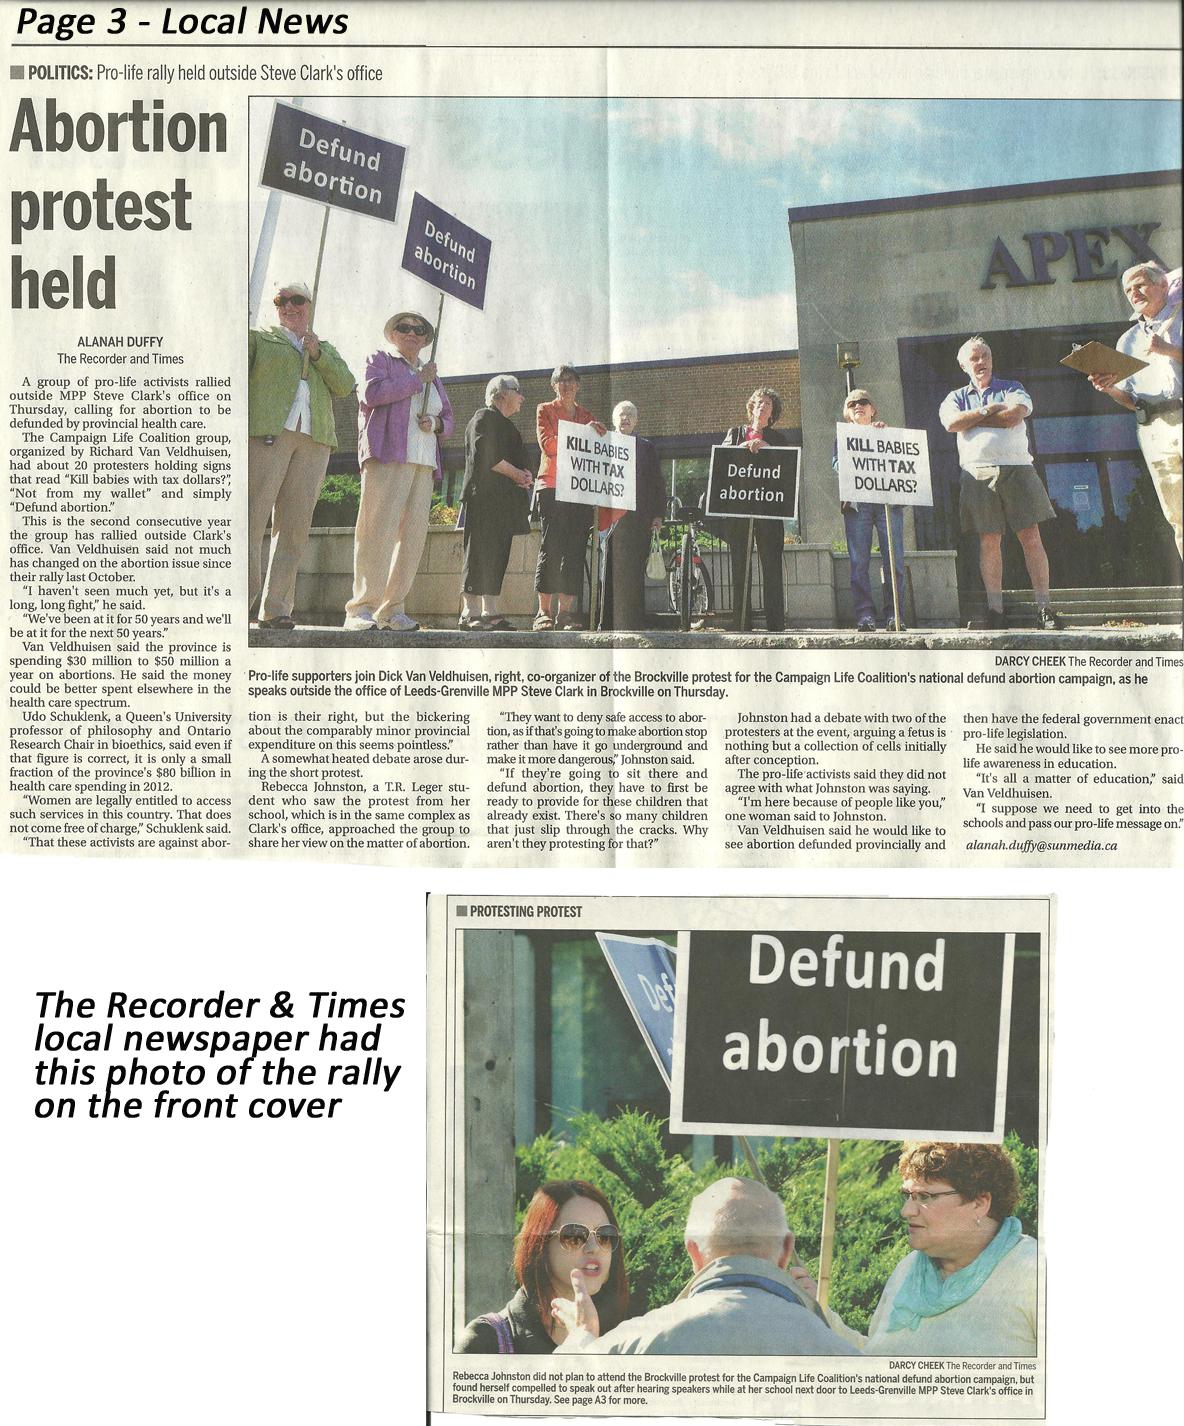 Page 3 - Local News
POLITICS: Pro-life rally held outside Steve Clark's office
Abortion
protest
held
ALANAH DUFFY
The Recorder and Times
A group of pro-life activists rallied
outside MPP Steve Clark's office on
Thursday, calling for abortion to be
defunded by provincial health care.
The Campaign Life Coalition group,
organized by Richard Van Veldhuisen,
had about 20 protesters holding signs
that read “Kill babies with tax dollars?”,
“Not from my wallet” and simply
“Defund abortion.”
This is the second consecutive year
the group has rallied outside Clark's
office. Van Veldhuisen said not much
has changed on the abortion issue since
their rally last October.
“I haven't seen much yet, but it's a
long, long fight,” he said.
“We've been at it for 50 years and we'll
be at it for the next 50 years.”
Van Veldhuisen said the province is
spending $30 million to $50 million a
year on abortions. He said the money
could be better spent elsewhere in the
health care spectrum.
Udo Schuklenk, a Queen's University
professor of philosophy and Ontario
Research Chair in bioethics, said even if
that figure is correct, it is only a small
fraction of the province's $80 billion in
health care spending in 2012.
“Women are legally entitled to access
such services in this country. That does
not come free of charge,” Schuklenk said.
“That these activists are against abor-
Defund
abortion
Defund
abortion
APEX
KILL BABIES
WITH TAX
DOLLARS?
Defund
abortion
KILL BABIES
WITH TAX
DOLLARS?
DARCY CHEEK The Recorder and Times
Pro-life supporters join Dick Van Veldhuisen, right, co-organizer of the Brockville protest for the Campaign Life Coalition's national defund abortion campaign, as he
speaks outside the office of Leeds-Grenville MPP Steve Clark in Brockville on Thursday.
tion is their right, but the bickering
about the comparably minor provincial
expenditure on this seems pointless.”
A somewhat heated debate arose dur-
ing the short protest.
Rebecca Johnston, a T.R. Leger stu-
dent who saw the protest from her
school, which is in the same complex as
Clark's office, approached the group to
share her view on the matter of abortion.
“They want to deny safe access to abor-
tion, as if that's going to make abortion stop
rather than have it go underground and
make it more dangerous,” Johnston said.
“If they're going to sit there and
defund abortion, they have to first be
ready to provide for these children that
already exist. There's so many children
that just slip through the cracks. Why
aren't they protesting for that?”
Johnston had a debate with two of the
protesters at the event, arguing a fetus is
nothing but a collection of cells initially
after conception.
The pro-life activists said they did not
agree with what Johnston was saying.
“I'm here because of people like you,”
one woman said to Johnston.
Van Veldhuisen said he would like to
see abortion defunded provincially and
then have the federal government enact
pro-life legislation.
He said he would like to see more pro-
life awareness in education.
“It's all a matter of education,” said
Van Veldhuisen.
“I suppose we need to get into the
schools and pass our pro-life message on.”
alanah.duffy@sunmedia.ca
The Recorder & Times
local newspaper had
this photo of the rally
on the front cover
PROTESTING PROTEST
Def
Defund
abortion
DARCY CHEEK The Recorder and Times
Rebecca Johnston did not plan to attend the Brockville protest for the Campaign Life Coalition's national defund abortion campaign, but
found herself compelled to speak out after hearing speakers while at her school next door to Leeds-Grenville MPP Steve Clark's office in
Brockville on Thursday. See page A3 for more.